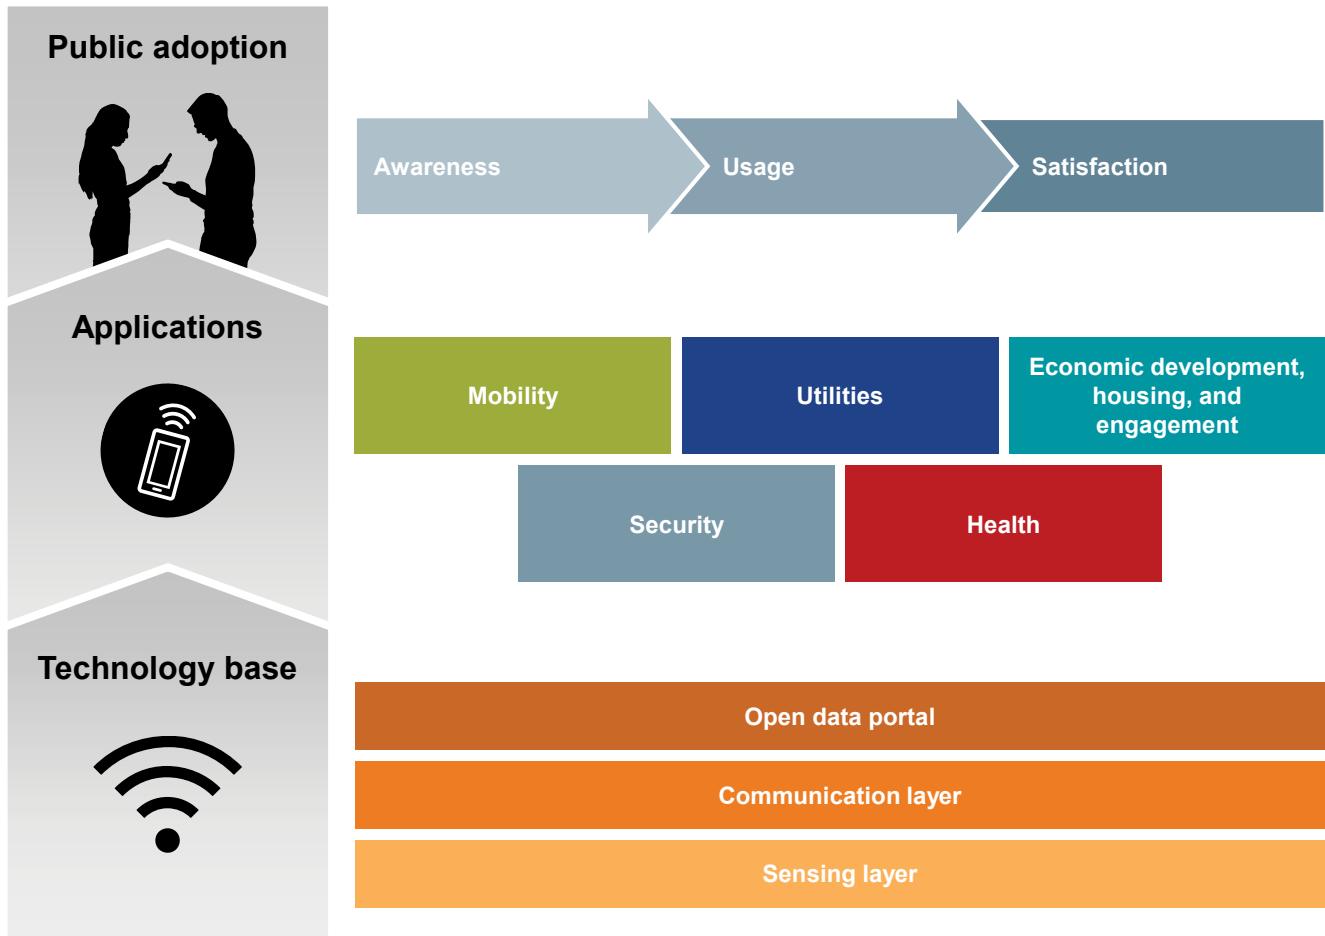 Public adoption
Awareness
Usage
Satisfaction
Applications
Mobility
Utilities
Economic development,
housing, and
engagement
Security
Health
Technology base
Open data portal
Communication layer
Sensing layer